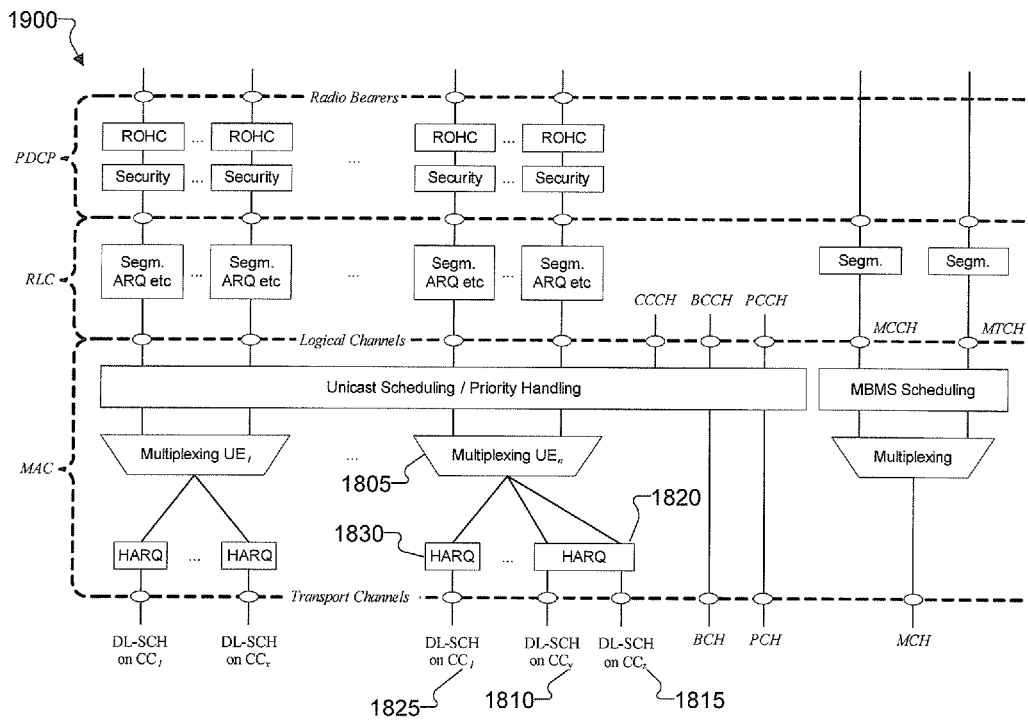 1900
Radio Bearers
ROHC ... ROHC
ROHC ... ROHC
PDCP
...
Security ... Security
Security ... Security
RLC
Segm.
ARQ etc
...
Segm.
ARQ etc
...
Segm.
ARQ etc
...
Segm.
ARQ etc
Segm.
Segm.
CCCH
BCCH
PCCH
MCCH
MTCH
Logical Channels
Unicast Scheduling / Priority Handling
MBMS Scheduling
MAC
Multiplexing UE1
...
Multiplexing UEn
Multiplexing
1805
1820
1830
HARQ ... HARQ
HARQ ... HARQ
Transport Channels
DL-SCH
on CC1
DL-SCH
on CCx
DL-SCH
on CC1
DL-SCH
on CCy
DL-SCH
on CCz
BCH
PCH
MCH
1825
1810
1815